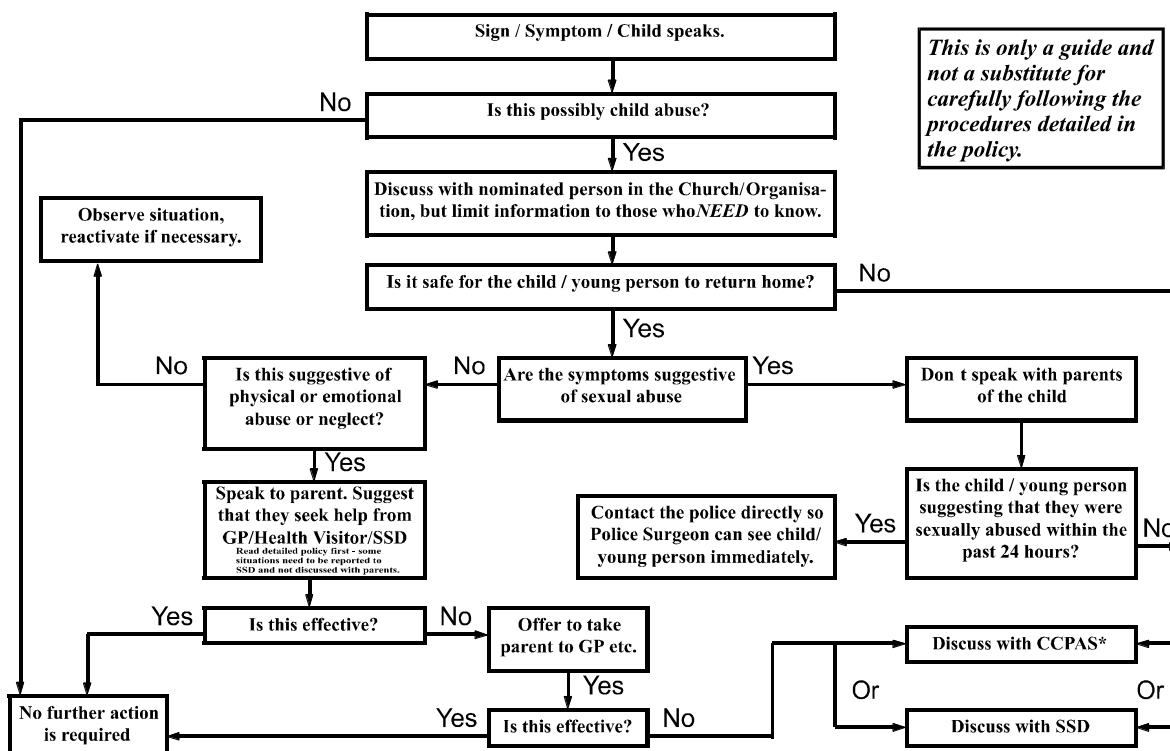 Sign / Symptom / Child speaks.
This is only a guide and
not a substitute for
carefully following the
procedures detailed in
the policy.
No
Is this possibly child abuse?
Yes
Discuss with nominated person in the Church/Organisa-
tion, but limit information to those whoNEED to know.
Observe situation,
reactivate if necessary.
Is it safe for the child / young person to return home?
No
Yes
No
Is this suggestive of
physical or emotional
abuse or neglect?
No
Are the symptoms suggestive
of sexual abuse
Yes
Don t speak with parents
of the child
Yes
Speak to parent. Suggest
that they seek help from
GP/Health Visitor/SSD
Read detailed policy first - some
situations need to be reported to
SSD and not discussed with parents.
Contact the police directly so
Police Surgeon can see child/
young person immediately.
Yes
Is the child / young person
suggesting that they were
sexually abused within the
past 24 hours?
No
Yes
Is this effective?
No
Offer to take
parent to GP etc.
Discuss with CCPAS*
Yes
Or
Or
No further action
is required
Yes
Is this effective?
No
Discuss with SSD